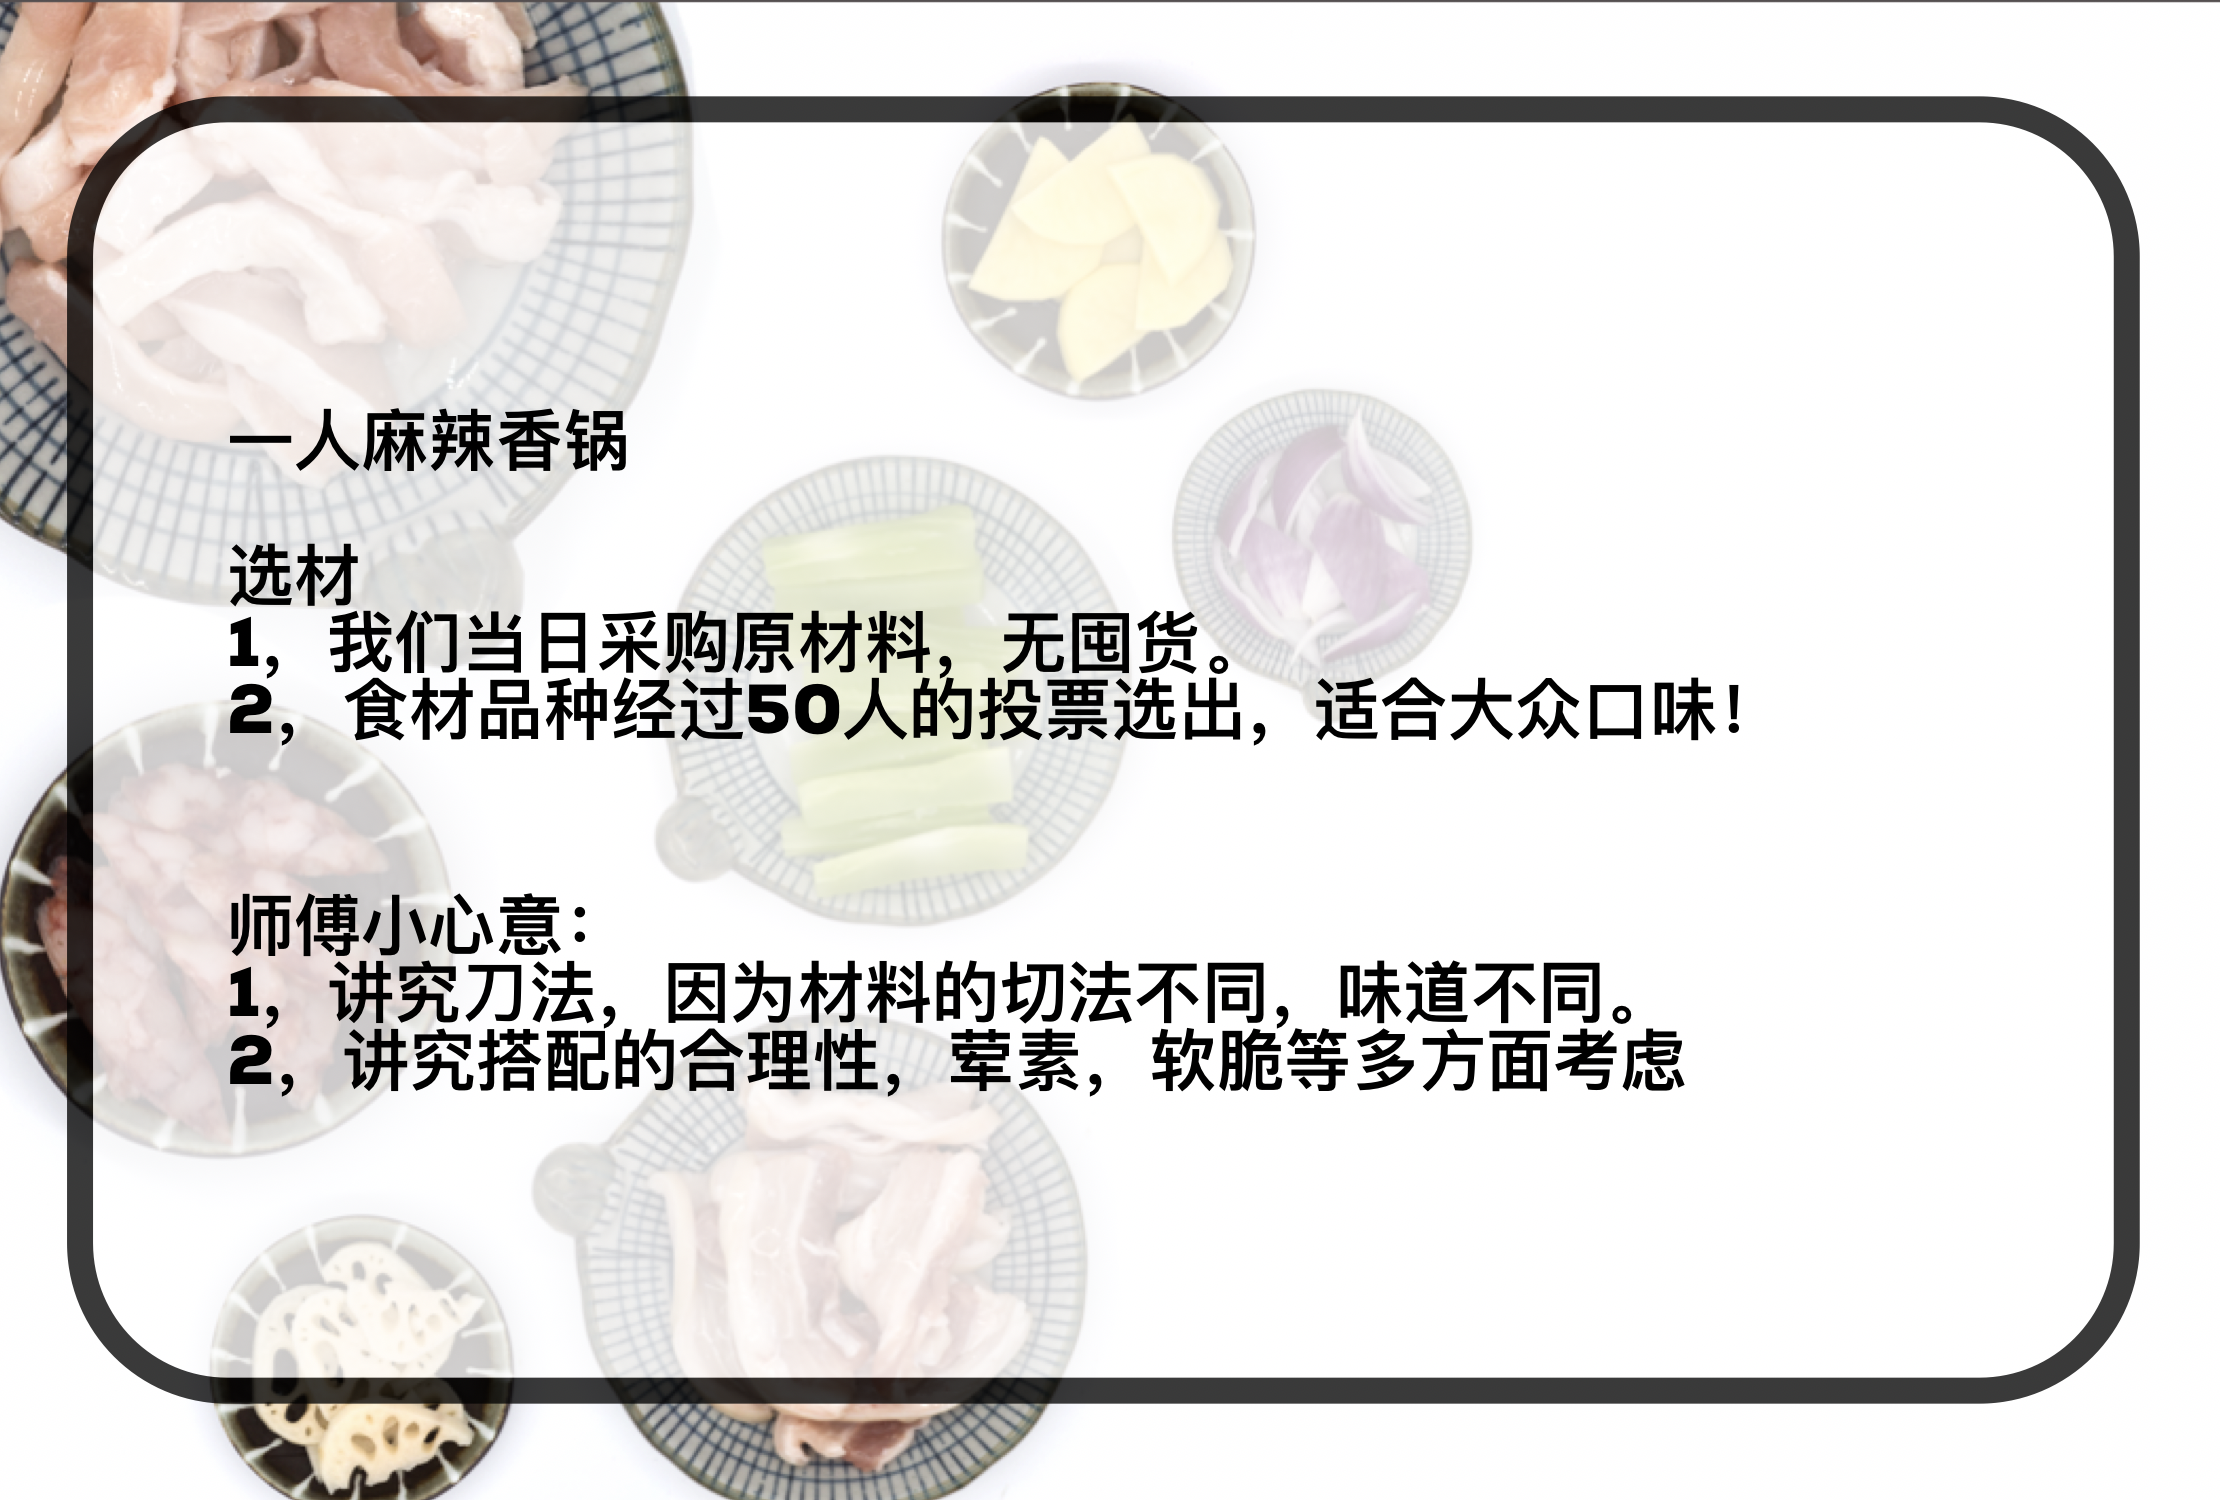 一人麻辣香锅
选材
1，我们当日采购原材料，无囤货。
2，食材品种经过50人的投票选出，适合大众口味！
师傅小心意：
1，讲究刀法，因为材料的切法不同，味道不同。
2，讲究搭配的合理性，荤素，软脆等多方面考虑